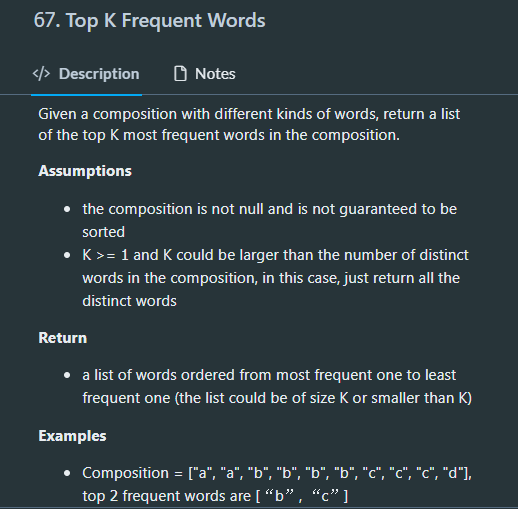 67. Top K Frequent Words
</> Description
Notes
Given a composition with different kinds of words, return a list
of the top K most frequent words in the composition.
Assumptions
• the composition is not null and is not guaranteed to be
sorted
• K >= 1 and K could be larger than the number of distinct
words in the composition, in this case, just return all the
distinct words
Return
• a list of words ordered from most frequent one to least
frequent one (the list could be of size K or smaller than K)
Examples
• Composition = ["a", "a", "b", "b", "b", "b", "c", "c", "c", "d"],
top 2 frequent words are [ “b” , “c” ]